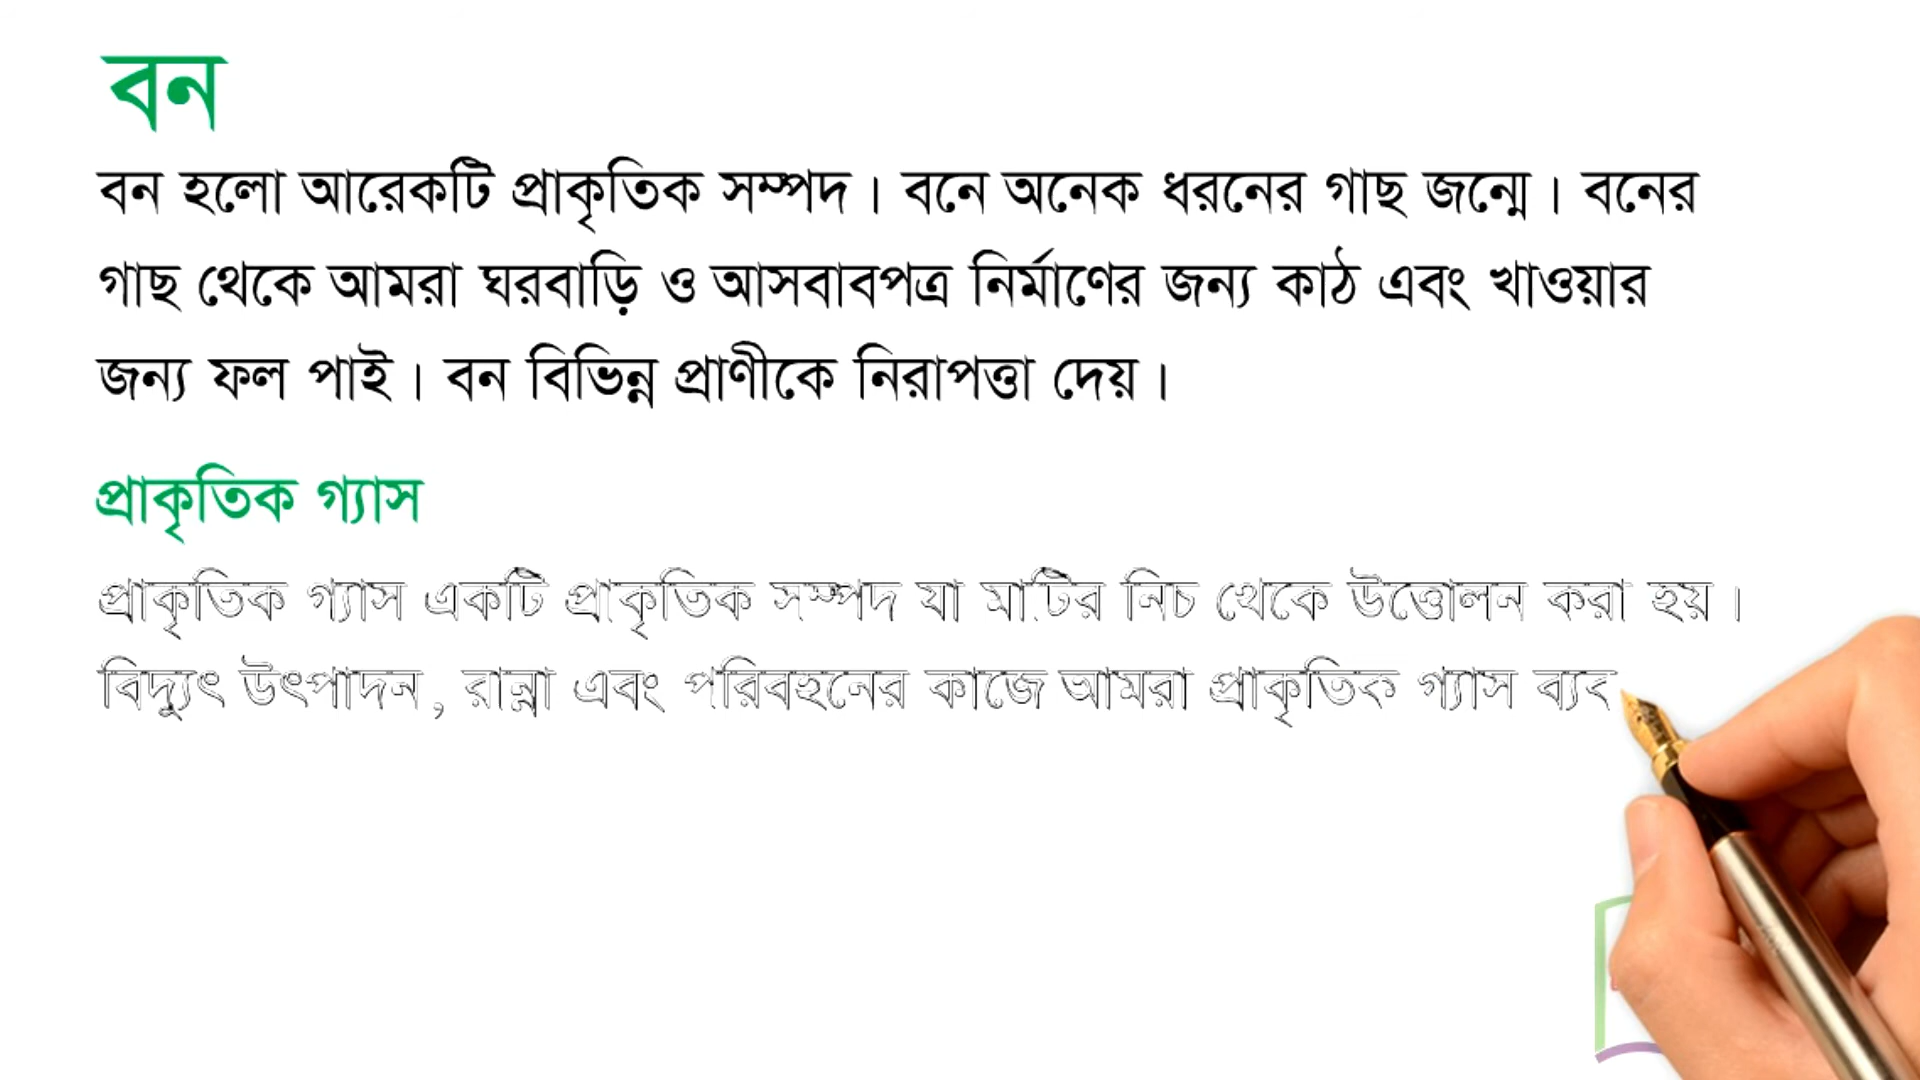 বন
বন হলো আরেকটি প্রাকৃতিক সম্পদ। বনে অনেক ধরনের গাছ জন্মে। বনের
গাছ থেকে আমরা ঘরবাড়ি ও আসবাবপত্র নির্মাণের জন্য কাঠ এবং খাওয়ার
জন্য ফল পাই। বন বিভিন্ন প্রাণীকে নিরাপত্তা দেয়।
প্রাকৃতিক গ্যাস
প্রাকৃতিক গ্যাস একটি প্রাকৃতিক সম্পদ যা মাটির নিচ থেকে উত্তোলন করা হয়।
বিদ্যুৎ উৎপাদন, রান্না এবং পরিবহনের কাজে আমরা প্রাকৃতিক গ্যাস ব্যব